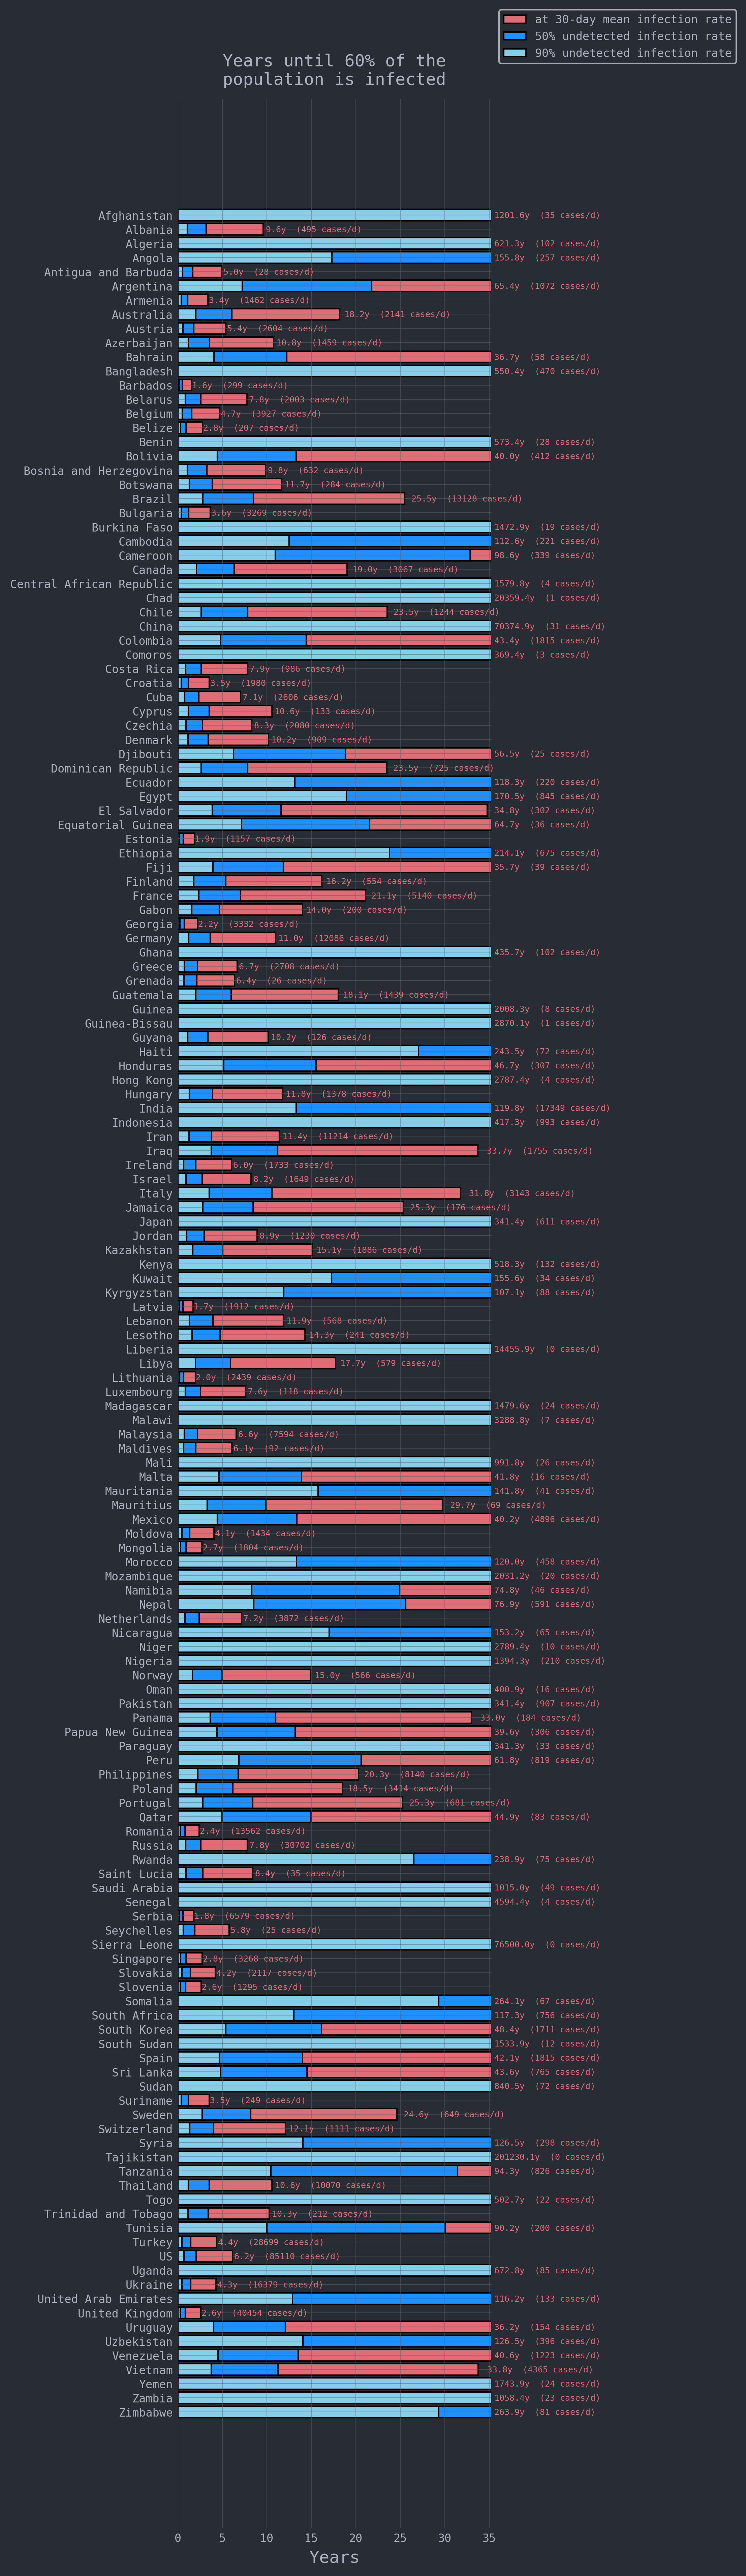 at 30-day mean infection rate
50% undetected infection rate
90% undetected infection rate
Years until 60% of the
population is infected
Afghanistan 1201.6y (35 cases/d)
Albania 9.6y (495 cases/d)
Algeria 621.3y (102 cases/d)
Angola 155.8y (257 cases/d)
Antigua and Barbuda 5.0y (28 cases/d)
Argentina 65.4y (1072 cases/d)
Armenia 3.4y (1462 cases/d)
Australia 18.2y (2141 cases/d)
Austria 5.4y (2604 cases/d)
Azerbaijan 10.8y (1459 cases/d)
Bahrain 36.7y (58 cases/d)
Bangladesh 550.4y (470 cases/d)
Barbados 1.6y (299 cases/d)
Belarus 7.8y (2003 cases/d)
Belgium 4.7y (3927 cases/d)
Belize 2.8y (207 cases/d)
Benin 573.4y (28 cases/d)
Bolivia 40.0y (412 cases/d)
Bosnia and Herzegovina 9.8y (632 cases/d)
Botswana 11.7y (284 cases/d)
Brazil 25.5y (13128 cases/d)
Bulgaria 3.6y (3269 cases/d)
Burkina Faso 1472.9y (19 cases/d)
Cambodia 112.6y (221 cases/d)
Cameroon 98.6y (339 cases/d)
Canada 19.0y (3067 cases/d)
Central African Republic 1579.8y (4 cases/d)
Chad 20359.4y (1 cases/d)
Chile 23.5y (1244 cases/d)
China 70374.9y (31 cases/d)
Colombia 43.4y (1815 cases/d)
Comoros 369.4y (3 cases/d)
Costa Rica 7.9y (986 cases/d)
Croatia 3.5y (1980 cases/d)
Cuba 7.1y (2606 cases/d)
Cyprus 10.6y (133 cases/d)
Czechia 8.3y (2080 cases/d)
Denmark 10.2y (909 cases/d)
Djibouti 56.5y (25 cases/d)
Dominican Republic 23.5y (725 cases/d)
Ecuador 118.3y (220 cases/d)
Egypt 170.5y (845 cases/d)
El Salvador 34.8y (302 cases/d)
Equatorial Guinea 64.7y (36 cases/d)
Estonia 1.9y (1157 cases/d)
Ethiopia 214.1y (675 cases/d)
Fiji 35.7y (39 cases/d)
Finland 16.2y (554 cases/d)
France 21.1y (5140 cases/d)
Gabon 14.0y (200 cases/d)
Georgia 2.2y (3332 cases/d)
Germany 11.0y (12086 cases/d)
Ghana 435.7y (102 cases/d)
Greece 6.7y (2708 cases/d)
Grenada 6.4y (26 cases/d)
Guatemala 18.1y (1439 cases/d)
Guinea 2008.3y (8 cases/d)
Guinea-Bissau 2870.1y (1 cases/d)
Guyana 10.2y (126 cases/d)
Haiti 243.5y (72 cases/d)
Honduras 46.7y (307 cases/d)
Hong Kong 2787.4y (4 cases/d)
Hungary 11.8y (1378 cases/d)
India 119.8y (17349 cases/d)
Indonesia 417.3y (993 cases/d)
Iran 11.4y (11214 cases/d)
Iraq 33.7y (1755 cases/d)
Ireland 6.0y (1733 cases/d)
Israel 8.2y (1649 cases/d)
Italy 31.8y (3143 cases/d)
Jamaica 25.3y (176 cases/d)
Japan 341.4y (611 cases/d)
Jordan 8.9y (1230 cases/d)
Kazakhstan 15.1y (1886 cases/d)
Kenya 518.3y (132 cases/d)
Kuwait 155.6y (34 cases/d)
Kyrgyzstan 107.1y (88 cases/d)
Latvia 1.7y (1912 cases/d)
Lebanon 11.9y (568 cases/d)
Lesotho 14.3y (241 cases/d)
Liberia 14455.9y (0 cases/d)
Libya 17.7y (579 cases/d)
Lithuania 2.0y (2439 cases/d)
Luxembourg 7.6y (118 cases/d)
Madagascar 1479.6y (24 cases/d)
Malawi 3288.8y (7 cases/d)
Malaysia 6.6y (7594 cases/d)
Maldives 6.1y (92 cases/d)
Mali 991.8y (26 cases/d)
Malta 41.8y (16 cases/d)
Mauritania 141.8y (41 cases/d)
Mauritius 29.7y (69 cases/d)
Mexico 40.2y (4896 cases/d)
Moldova 4.1y (1434 cases/d)
Mongolia 2.7y (1804 cases/d)
Morocco 120.0y (458 cases/d)
Mozambique 2031.2y (20 cases/d)
Namibia 74.8y (46 cases/d)
Nepal 76.9y (591 cases/d)
Netherlands 7.2y (3872 cases/d)
Nicaragua 153.2y (65 cases/d)
Niger 2789.4y (10 cases/d)
Nigeria 1394.3y (210 cases/d)
Norway 15.0y (566 cases/d)
Oman 400.9y (16 cases/d)
Pakistan 341.4y (907 cases/d)
Panama 33.0y (184 cases/d)
Papua New Guinea 39.6y (306 cases/d)
Paraguay 341.3y (33 cases/d)
Peru 61.8y (819 cases/d)
Philippines 20.3y (8140 cases/d)
Poland 18.5y (3414 cases/d)
Portugal 25.3y (681 cases/d)
Qatar 44.9y (83 cases/d)
Romania 2.4y (13562 cases/d)
Russia 7.8y (30702 cases/d)
Rwanda 238.9y (75 cases/d)
Saint Lucia 8.4y (35 cases/d)
Saudi Arabia 1015.0y (49 cases/d)
Senegal 4594.4y (4 cases/d)
Serbia 1.8y (6579 cases/d)
Seychelles 5.8y (25 cases/d)
Sierra Leone 76500.0y (0 cases/d)
Singapore 2.8y (3268 cases/d)
Slovakia 4.2y (2117 cases/d)
Slovenia 2.6y (1295 cases/d)
Somalia 264.1y (67 cases/d)
South Africa 117.3y (756 cases/d)
South Korea 48.4y (1711 cases/d)
South Sudan 1533.9y (12 cases/d)
Spain 42.1y (1815 cases/d)
Sri Lanka 43.6y (765 cases/d)
Sudan 840.5y (72 cases/d)
Suriname 3.5y (249 cases/d)
Sweden 24.6y (649 cases/d)
Switzerland 12.1y (1111 cases/d)
Syria 126.5y (298 cases/d)
Tajikistan 201230.1y (0 cases/d)
Tanzania 94.3y (826 cases/d)
Thailand 10.6y (10070 cases/d)
Togo 502.7y (22 cases/d)
Trinidad and Tobago 10.3y (212 cases/d)
Tunisia 90.2y (200 cases/d)
Turkey 4.4y (28699 cases/d)
US 6.2y (85110 cases/d)
Uganda 672.8y (85 cases/d)
Ukraine 4.3y (16379 cases/d)
United Arab Emirates 116.2y (133 cases/d)
United Kingdom 2.6y (40454 cases/d)
Uruguay 36.2y (154 cases/d)
Uzbekistan 126.5y (396 cases/d)
Venezuela 40.6y (1223 cases/d)
Vietnam 33.8y (4365 cases/d)
Yemen 1743.9y (24 cases/d)
Zambia 1058.4y (23 cases/d)
Zimbabwe 263.9y (81 cases/d)
0 5 10 15 20 25 30 35
Years